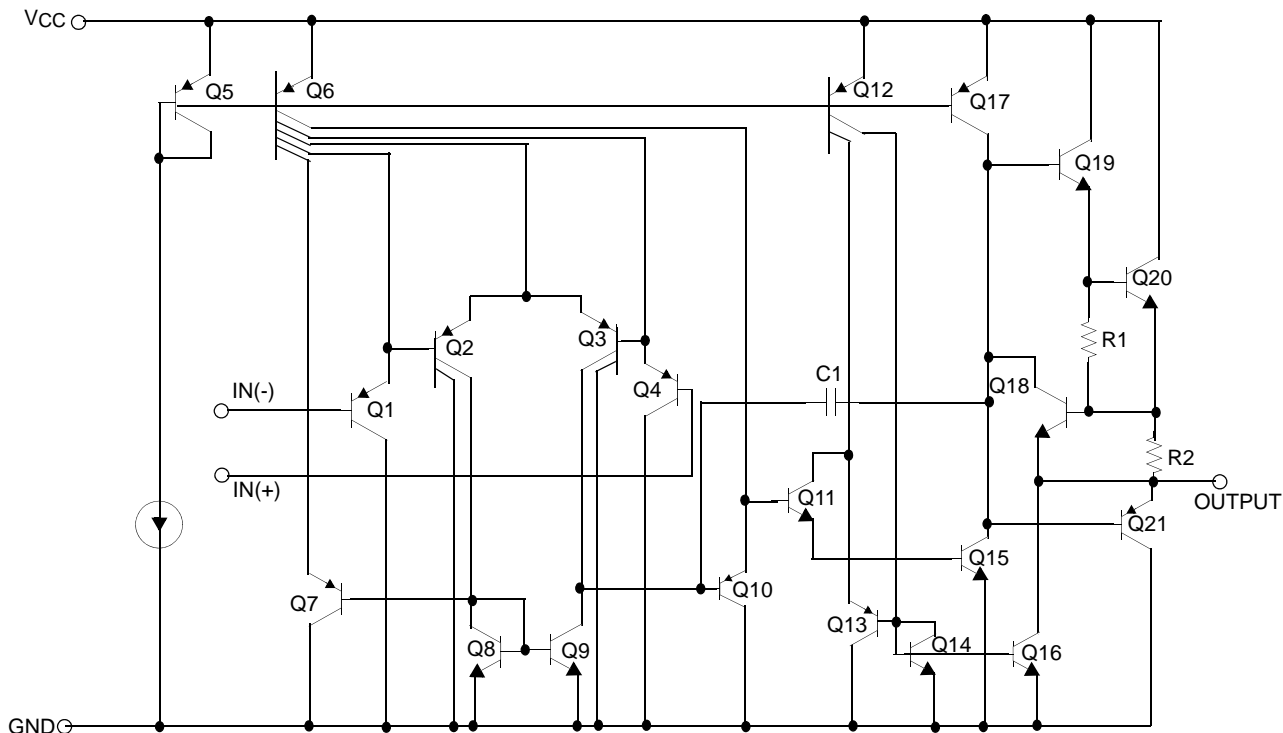 VCC
Q5
Q6
Q12
Q17
Q19
Q20
Q2
Q3
R1
C1
Q18
IN(-)
Q1
Q4
R2
IN(+)
Q11
OUTPUT
Q21
Q15
Q10
Q7
Q8
Q9
Q13
Q14
Q16
GND